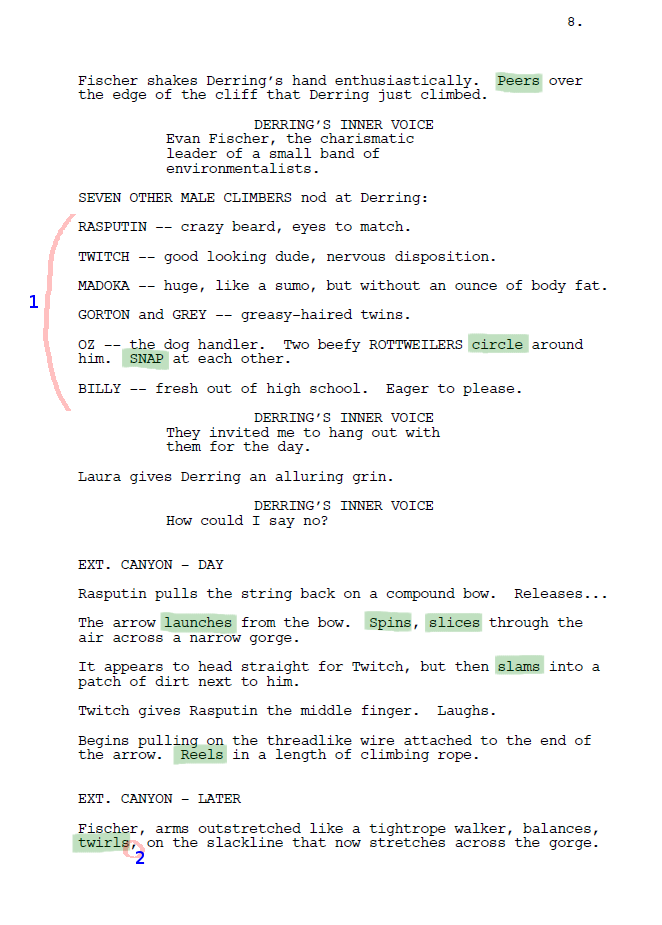 8.
Fischer shakes Derring's hand enthusiastically.  Peers over
the edge of the cliff that Derring just climbed.
DERRING'S INNER VOICE
Evan Fischer, the charismatic
leader of a small band of
environmentalists.
SEVEN OTHER MALE CLIMBERS nod at Derring:
RASPUTIN -- crazy beard, eyes to match.
TWITCH -- good looking dude, nervous disposition.
MADOKA -- huge, like a sumo, but without an ounce of body fat.
1
GORTON and GREY -- greasy-haired twins.
OZ -- the dog handler.  Two beefy ROTTWEILERS circle around
him.  SNAP at each other.
BILLY -- fresh out of high school.  Eager to please.
DERRING'S INNER VOICE
They invited me to hang out with
them for the day.
Laura gives Derring an alluring grin.
DERRING'S INNER VOICE
How could I say no?
EXT. CANYON - DAY
Rasputin pulls the string back on a compound bow.  Releases...
The arrow launches from the bow.  Spins, slices through the
air across a narrow gorge.
It appears to head straight for Twitch, but then slams into a
patch of dirt next to him.
Twitch gives Rasputin the middle finger.  Laughs.
Begins pulling on the threadlike wire attached to the end of
the arrow.  Reels in a length of climbing rope.
EXT. CANYON - LATER
Fischer, arms outstretched like a tightrope walker, balances,
twirls, on the slackline that now stretches across the gorge.
2